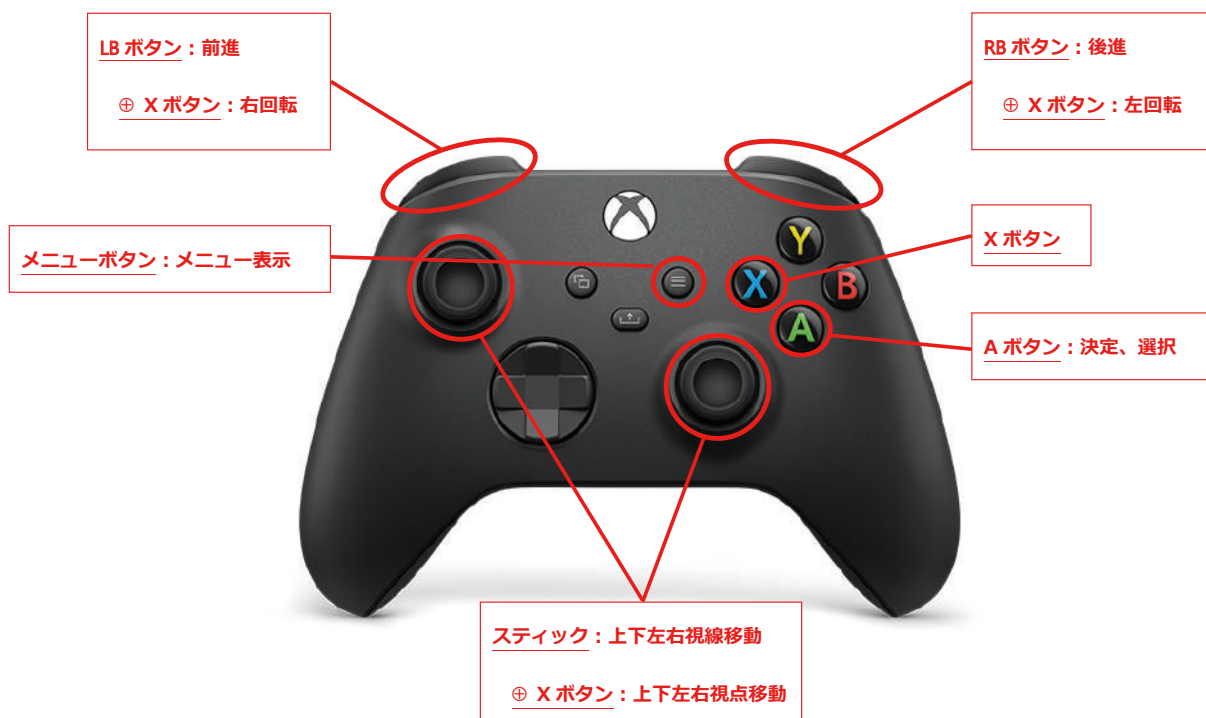 LB ボタン：前進
⊕ X ボタン：右回転
RB ボタン：後進
⊕ X ボタン：左回転
メニューボタン：メニュー表示
X ボタン
Y
X
B
A
A ボタン：決定、選択
スティック：上下左右視線移動
⊕ X ボタン：上下左右視点移動